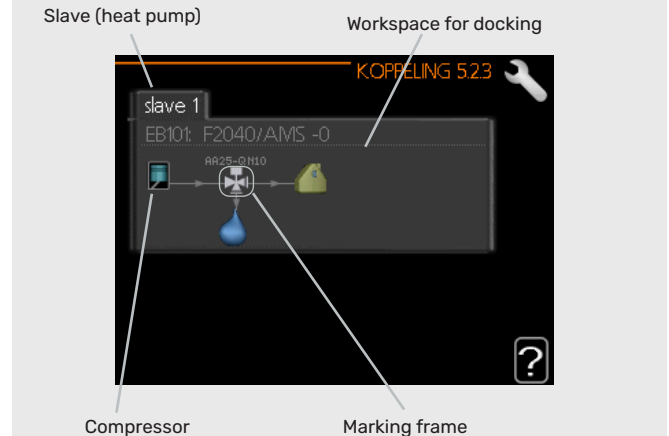 Slave (heat pump)
Workspace for docking
KOPPELING 5.2.3
slave 1
EB101: F2040/AMS -0
AA25-QN10
?
Compressor
Marking frame